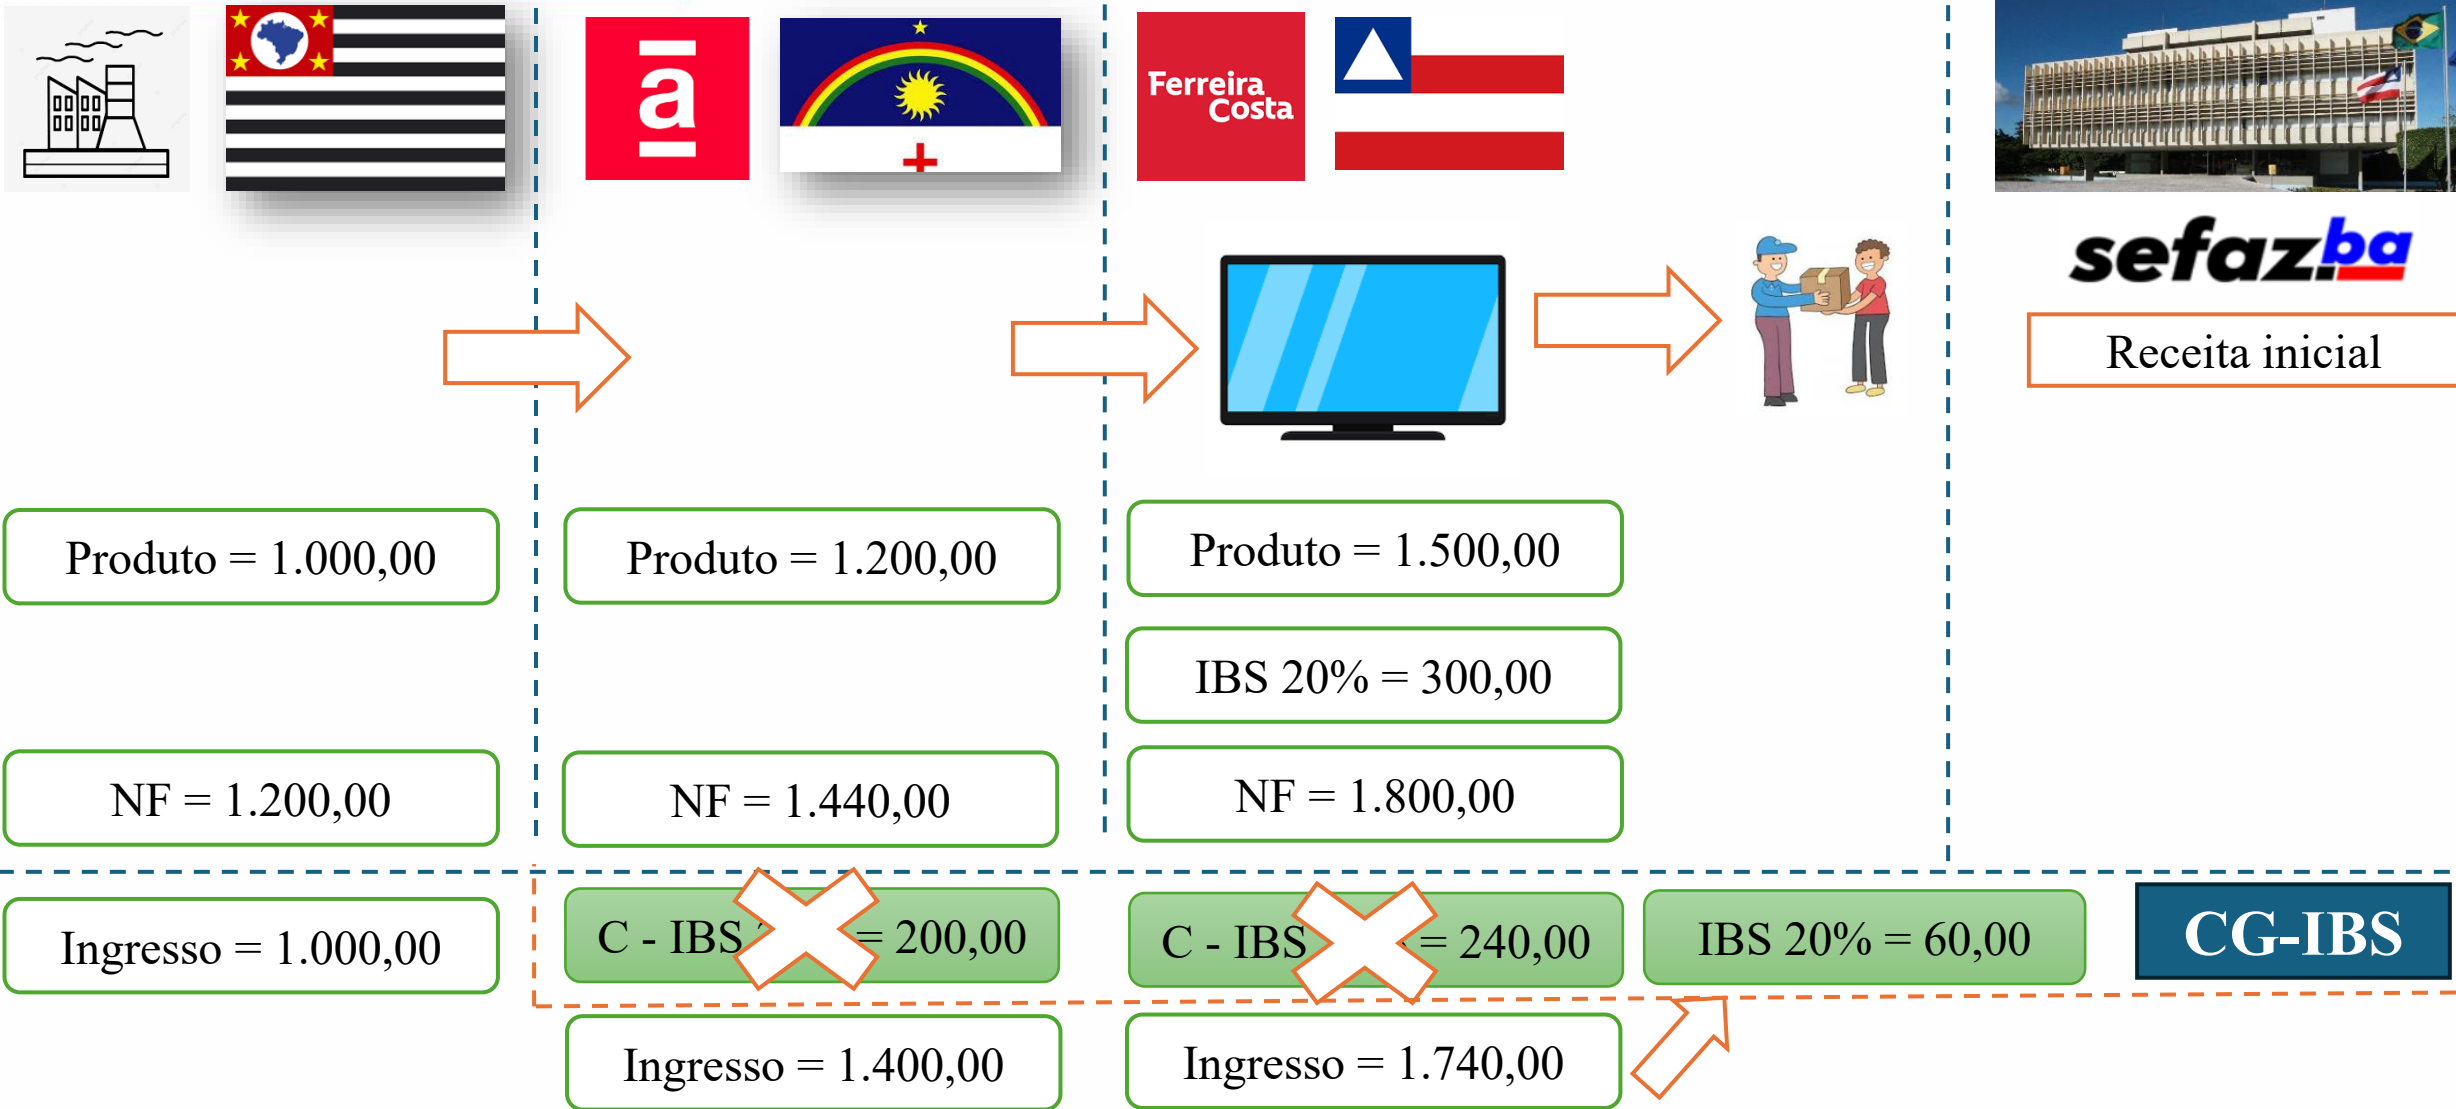 a
Ferreira
Costa
sefaz.ba
Receita inicial
Produto = 1.000,00
Produto = 1.200,00
Produto = 1.500,00
IBS 20% = 300,00
NF = 1.200,00
NF = 1.440,00
NF = 1.800,00
Ingresso = 1.000,00
C - IBS = 200,00
C - IBS = 240,00
IBS 20% = 60,00
CG-IBS
Ingresso = 1.400,00
Ingresso = 1.740,00